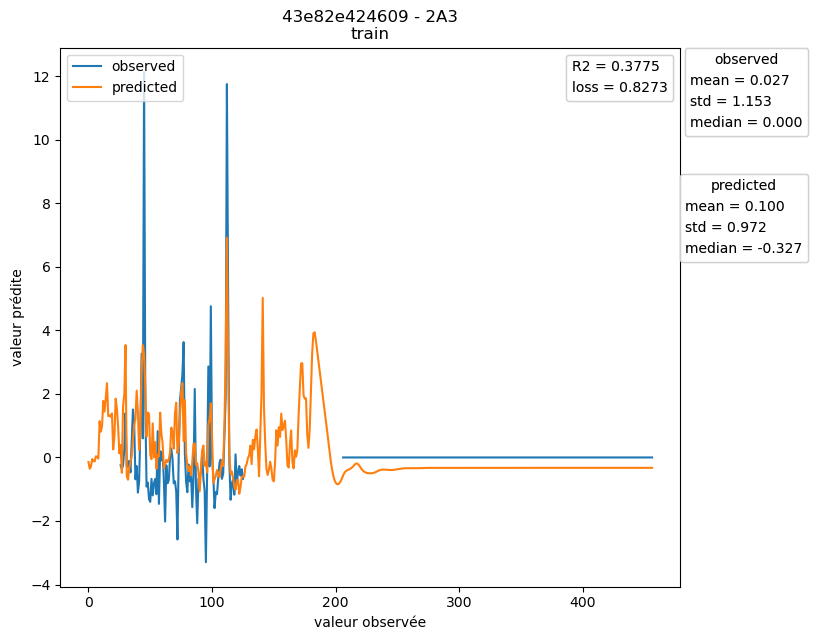 43e82e424609 - 2A3
train
observed
predicted
R2 = 0.3775
loss = 0.8273
observed
mean = 0.027
std = 1.153
median = 0.000
predicted
mean = 0.100
std = 0.972
median = -0.327
valeur prédite
12
10
8
6
4
2
0
−2
−4
0
100
200
300
400
valeur observée